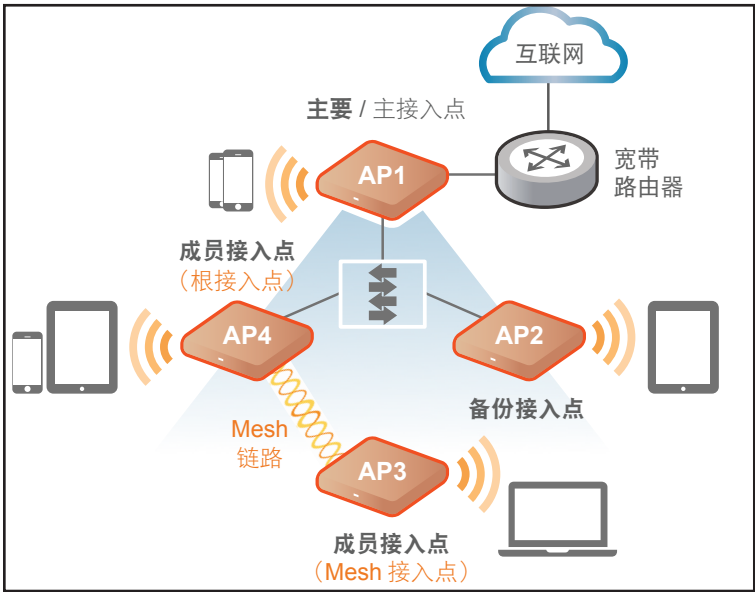 互联网
主要 / 主接入点
宽带
路由器
AP1
成员接入点
（根接入点）
AP4
AP2
备份接入点
Mesh
链路
AP3
成员接入点
（Mesh 接入点）